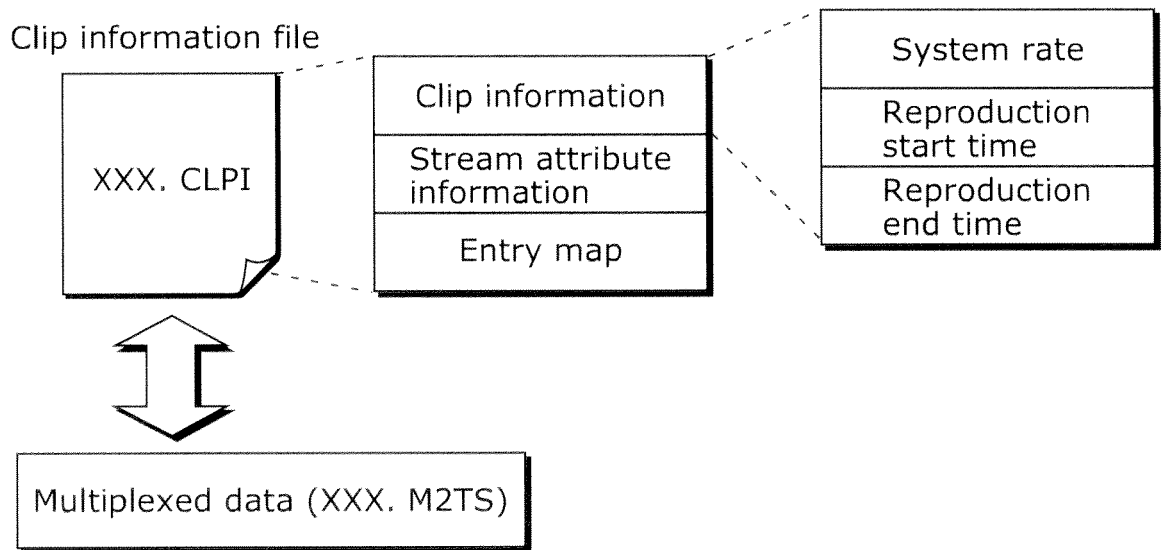 Clip information file
XXX. CLPI
Clip information
Stream attribute
information
Entry map
System rate
Reproduction
start time
Reproduction
end time
Multiplexed data (XXX. M2TS)